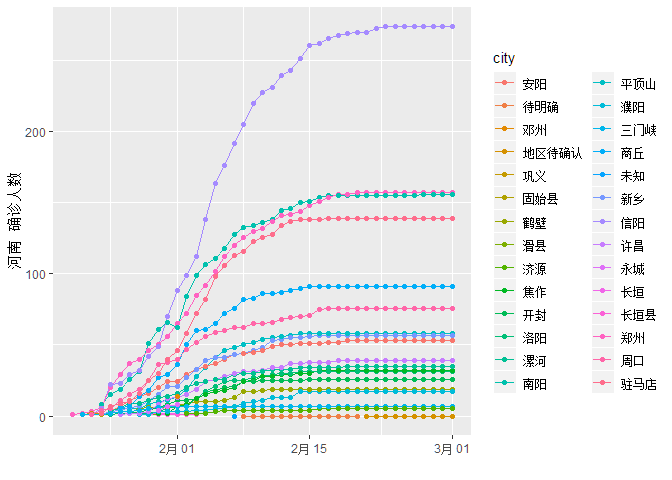 city
河南 确诊人数
200
100
0
2月 01
2月 15
3月 01
安阳
待明确
邓州
地区待确认
巩义
固始县
鹤壁
滑县
济源
焦作
开封
洛阳
漯河
南阳
平顶山
濮阳
三门峡
商丘
未知
新乡
信阳
许昌
永城
长垣
长垣县
郑州
周口
驻马店